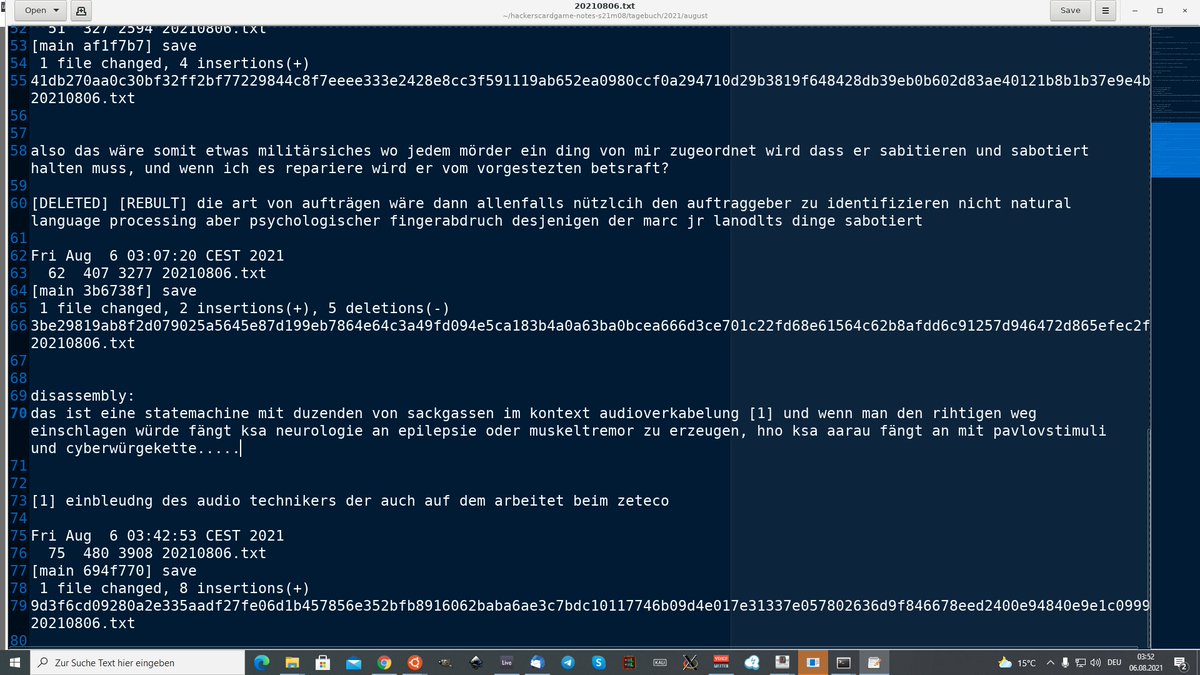 Open
20210806.txt
~/hackerscardgame-notes-s21m08/tagebuch/2021/august
Save
52 51 327 2594 20210806.txt
53 [main af1f7b7] save
54 1 file changed, 4 insertions(+)
55 41db270aa0c30bf32ff2bf77229844c8f7eeee333e2428e8cc3f591119ab652ea0980ccf0a294710d29b3819f648428db39eb0b602d83ae40121b8b1b37e9e4b
20210806.txt
56
57
58 also das wäre somit etwas militärsiches wo jedem mörder ein ding von mir zugeordnet wird dass er sabitieren und sabotiert
halten muss, und wenn ich es repariere wird er vom vorgestezten betsraft?
59
60 [DELETED] [REBULT] die art von aufträgen wäre dann allenfalls nützlcih den auftraggeber zu identifizieren nicht natural
language processing aber psychologischer fingerabdruch desjenigen der marc jr lanodlts dinge sabotiert
61
62 Fri Aug  6 03:07:20 CEST 2021
63 62 407 3277 20210806.txt
64 [main 3b6738f] save
65 1 file changed, 2 insertions(+), 5 deletions(-)
66 3be29819ab8f2d079025a5645e87d199eb7864e64c3a49fd094e5ca183b4a0a63ba0bcea666d3ce701c22fd68e61564c62b8afdd6c91257d946472d865efec2f
20210806.txt
67
68
69 disassembly:
70 das ist eine statemachine mit duzenden von sackgassen im kontext audioverkabelung [1] und wenn man den rihtigen weg
einschlagen würde fängt ksa neurologie an epilepsie oder muskeltremor zu erzeugen, hno ksa aarau fängt an mit pavlovstimuli
und cyberwürgekette.....
71
72
73 [1] einbleudng des audio technikers der auch auf dem arbeitet beim zeteco
74
75 Fri Aug  6 03:42:53 CEST 2021
76 75 480 3908 20210806.txt
77 [main 694f770] save
78 1 file changed, 8 insertions(+)
79 9d3f6cd09280a2e335aadf27fe06d1b457856e352bfb8916062baba6ae3c7bdc10117746b09d4e017e31337e057802636d9f846678eed2400e94840e9e1c0999
20210806.txt
80
Zur Suche Text hier eingeben
Live
15°C
DEU
03:52
06.08.2021
2